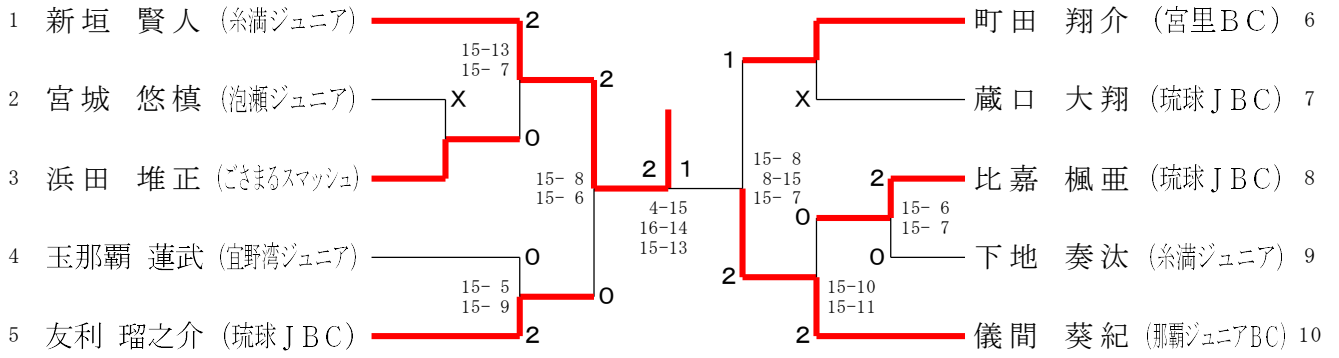 1 新垣 賢人 (糸満ジュニア)
2 宮城 悠槙 (泡瀬ジュニア)
3 浜田 堆正 (ごさまるスマッシュ)
4 玉那覇 蓮武 (宜野湾ジュニア)
5 友利 瑠之介 (琉球JBC)
2
15-13
15- 7
X
0
2
15- 8
15- 6
0
15- 5
15- 9
2
0
2 1
4-15
16-14
15-13
1
X
15- 8
8-15
15- 7
2
0
2
15- 6
15- 7
0
15-10
15-11
2
町田 翔介 (宮里BC) 6
蔵口 大翔 (琉球JBC) 7
比嘉 楓亜 (琉球JBC) 8
下地 奏汰 (糸満ジュニア) 9
儀間 葵紀 (那覇ジュニアBC) 10